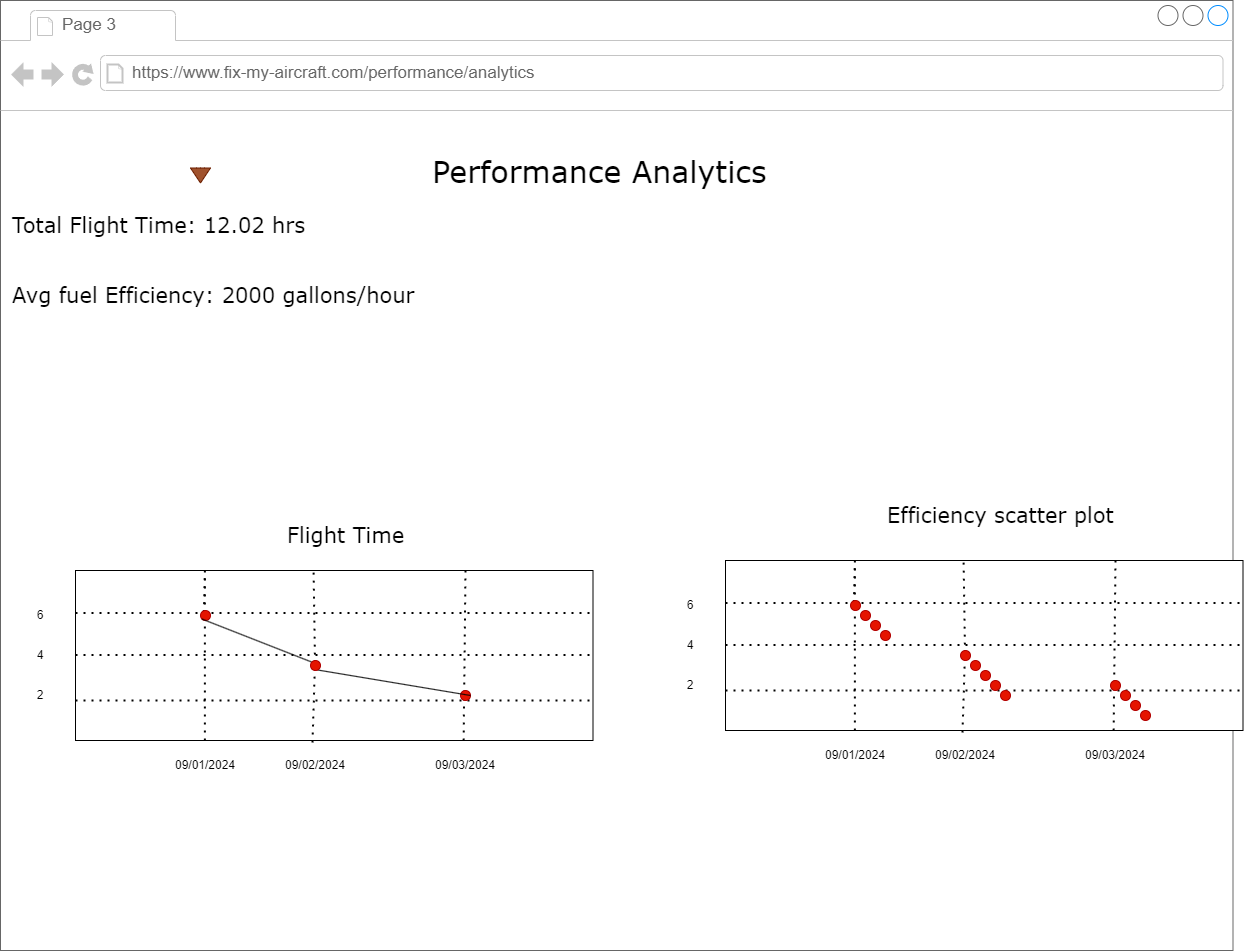 Page 3
https://www.fix-my-aircraft.com/performance/analytics
Performance Analytics
Total Flight Time: 12.02 hrs
Avg fuel Efficiency: 2000 gallons/hour
Flight Time
6
4
2
09/01/2024 09/02/2024 09/03/2024
Efficiency scatter plot
6
4
2
09/01/2024 09/02/2024 09/03/2024